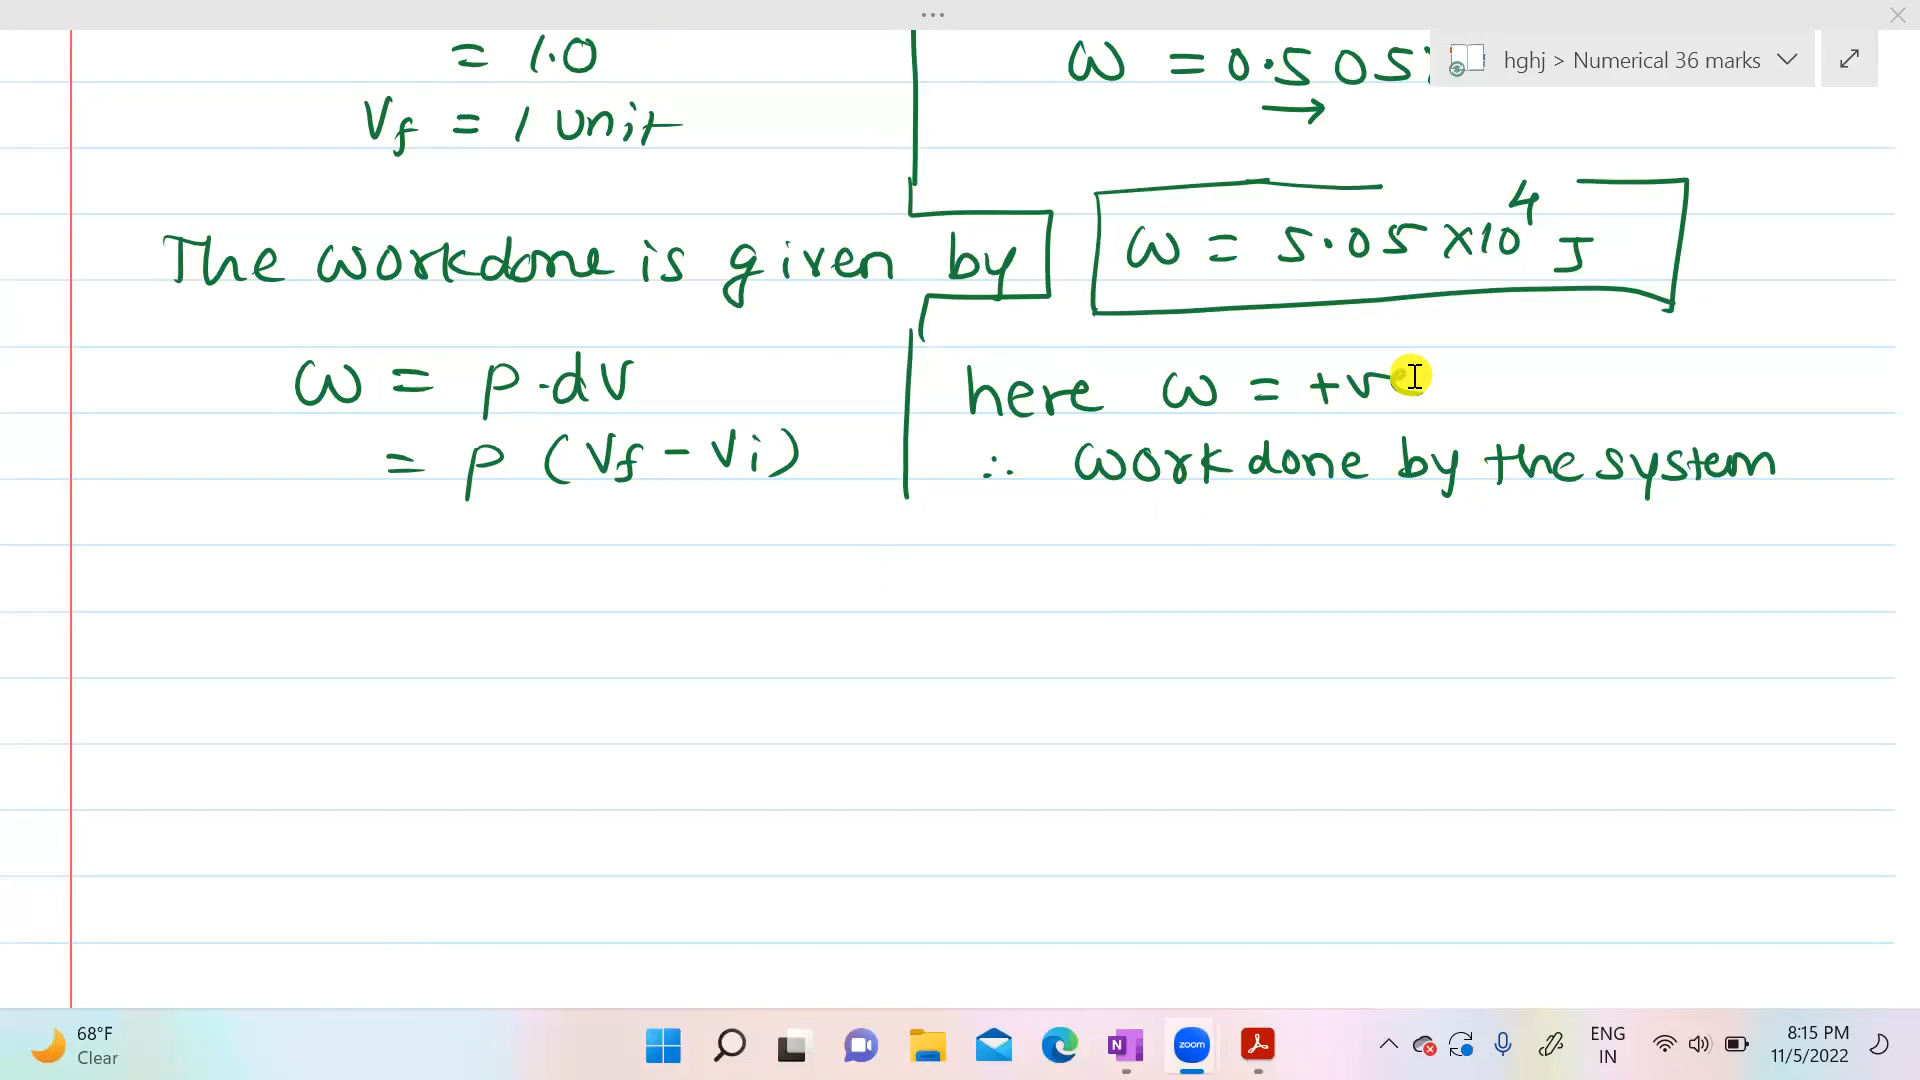 = 1.0
Vf = 1 unit
The workdone is given by
W = P.dV
= P (Vf - Vi)
W = 0.505
W = 5.05 x 10⁴ J
here W = +ve
∴ Work done by the system
hghj > Numerical 36 marks
68°F
Clear
zoom
ENG
IN
8:15 PM
11/5/2022